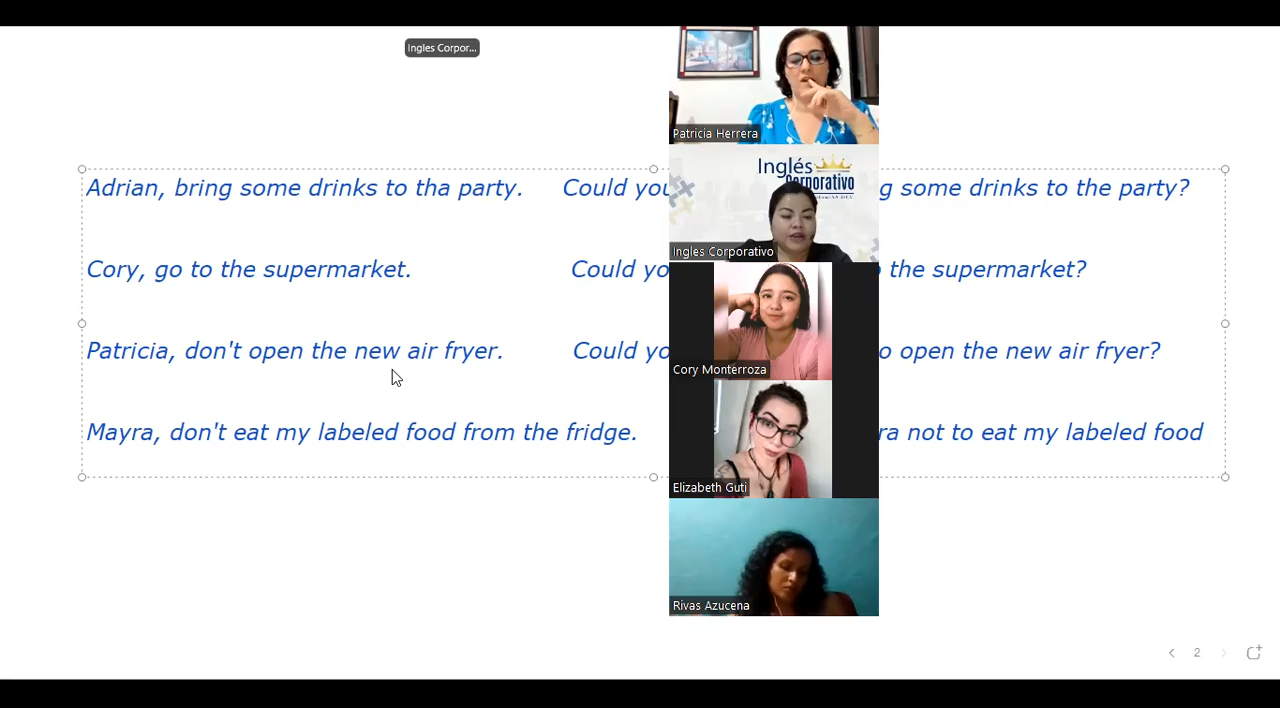 Ingles Corpor...
Adrian, bring some drinks to tha party. Could you g some drinks to the party?
Cory, go to the supermarket. Could yo the supermarket?
Patricia, don't open the new air fryer. Could yo o open the new air fryer?
Mayra, don't eat my labeled food from the fridge. ra not to eat my labeled food
Patricia Herrera
Inglés
Corporativo
Ingles Corporativo
Cory Monterroza
Elizabeth Guti
Rivas Azucena
2